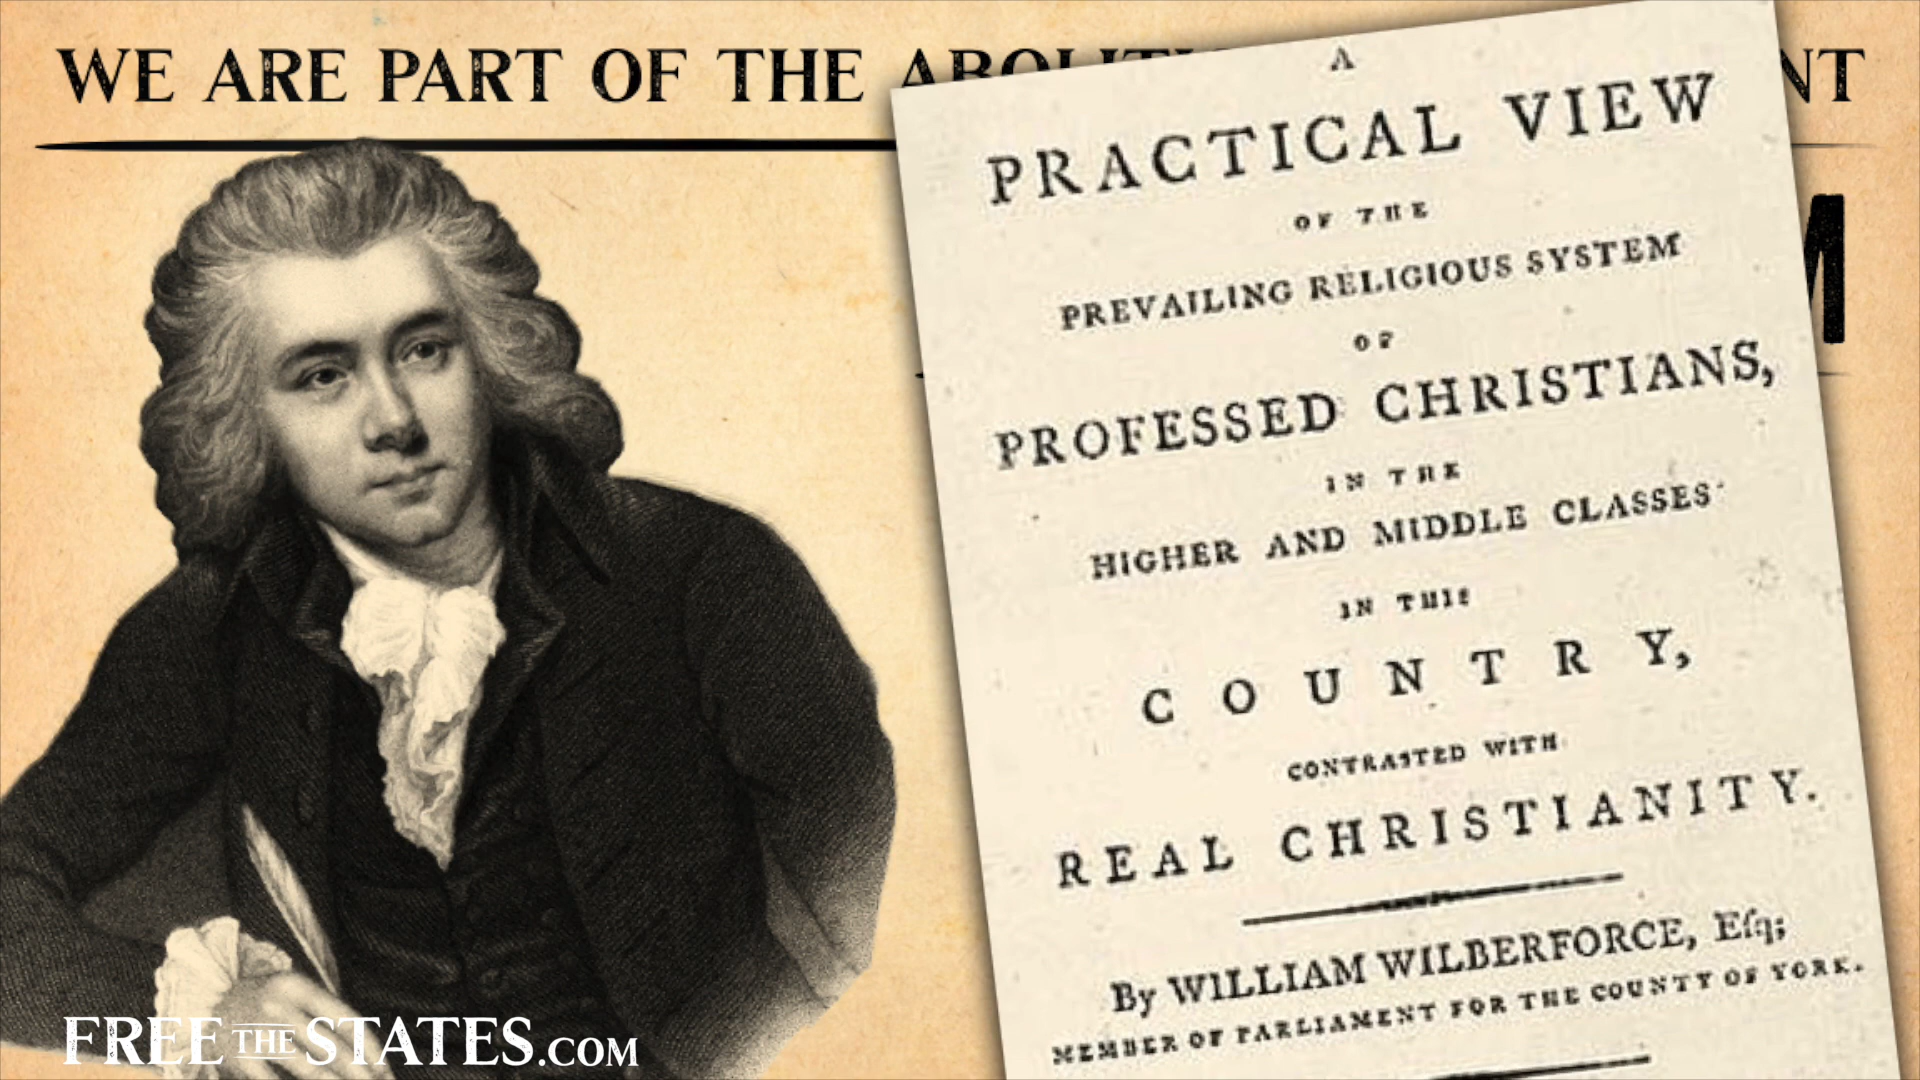 WE ARE PART OF THE
A
PRACTICAL VIEW
OF THE
PREVAILING RELIGIOUS SYSTEM
OF
PROFESSED CHRISTIANS,
IN THE
HIGHER AND MIDDLE CLASSES
IN THIS
COUNTRY,
CONTRASTED WITH
REAL CHRISTIANITY.
By WILLIAM WILBERFORCE, Eſq;
MEMBER OF PARLIAMENT FOR THE COUNTY OF YORK.
FREE THE STATES.COM